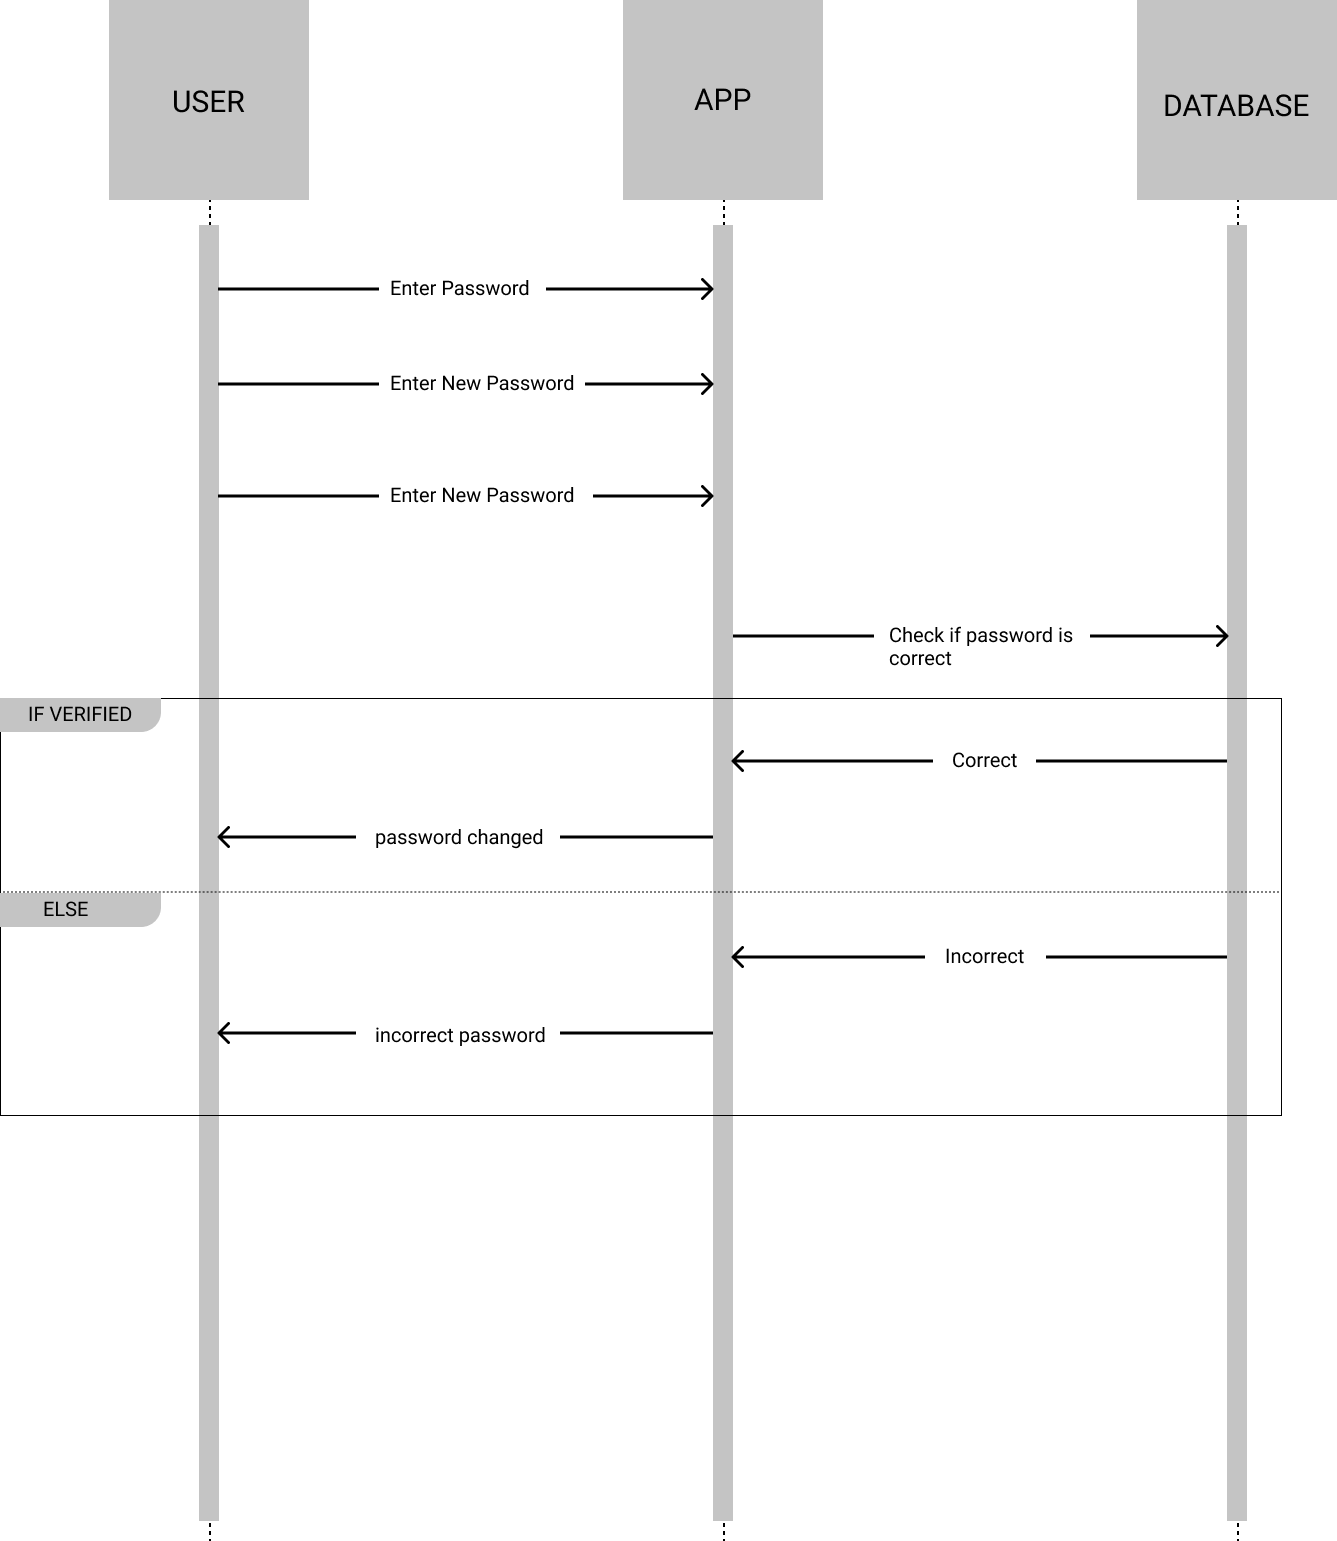 USER
APP
DATABASE
Enter Password
Enter New Password
Enter New Password
Check if password is
correct
IF VERIFIED
Correct
password changed
ELSE
Incorrect
incorrect password